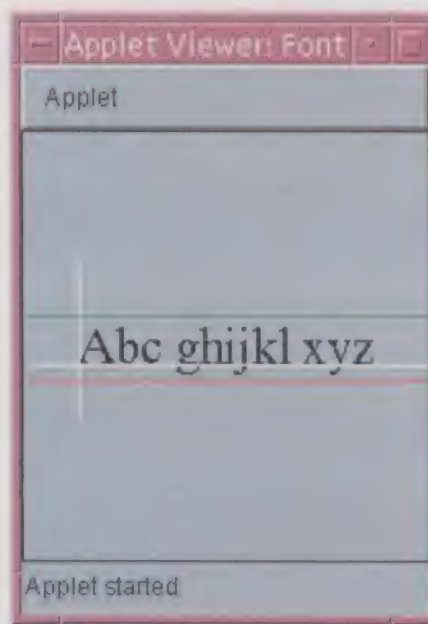 Applet Viewer: Font
Applet
Abc ghijkl xyz
Applet started